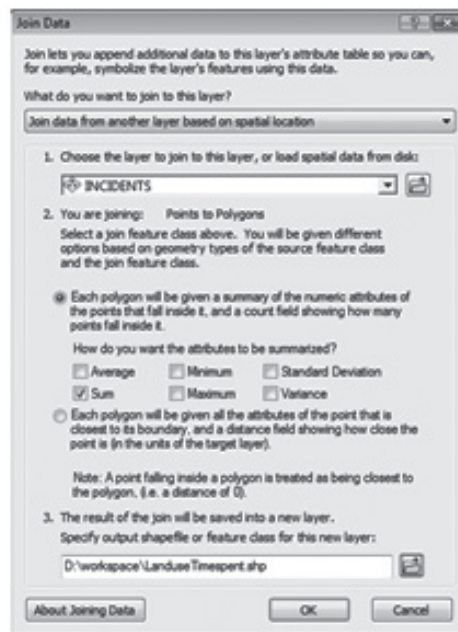 Join Data
Join lets you append additional data to this layer's attribute table so you can,
for example, symbolize the layer's features using this data.
What do you want to join to this layer?
Join data from another layer based on spatial location
1. Choose the layer to join to this layer, or load spatial data from disk:
INCIDENTS
2. You are joining: Points to Polygons
Select a join feature class above. You will be given different
options based on geometry types of the source feature class
and the join feature class.
Each polygon will be given a summary of the numeric attributes of
the points that fall inside it, and a count field showing how many
points fall inside it.
How do you want the attributes to be summarized?
Average Minimum Standard Deviation
Sum Maximum Variance
Each polygon will be given all the attributes of the point that is
closest to its boundary, and a distance field showing how close the
point is (in the units of the target layer).
Note: A point falling inside a polygon is treated as being closest to
the polygon, (i.e. a distance of 0).
3. The result of the join will be saved into a new layer.
Specify output shapefile or feature class for this new layer:
D:\workspace\LanduseTimespent.shp
About Joining Data OK Cancel